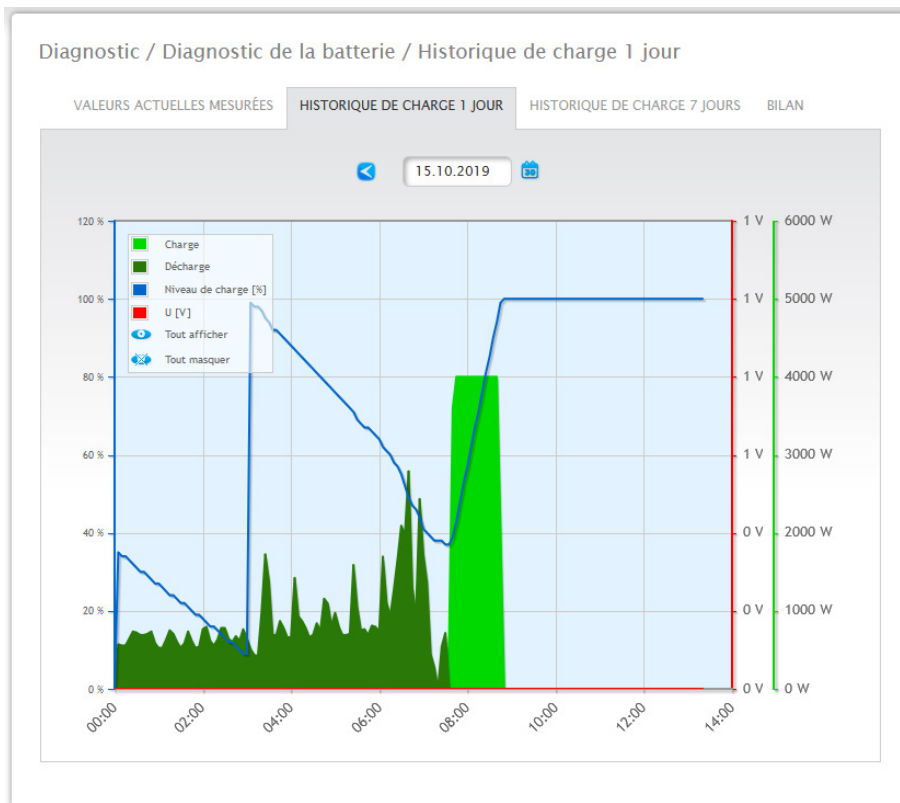 Diagnostic / Diagnostic de la batterie / Historique de charge 1 jour
VALEURS ACTUELLES MESURÉES HISTORIQUE DE CHARGE 1 JOUR HISTORIQUE DE CHARGE 7 JOURS BILAN
15.10.2019 30
120 % 1 V 6000 W
Charge
Décharge
Niveau de charge [%]
100 % 1 V 5000 W
U [V]
Tout afficher
Tout masquer
80 % 1 V 4000 W
60 % 1 V 3000 W
40 % 0 V 2000 W
20 % 0 V 1000 W
0 % 0 V 0 W
00:00 02:00 04:00 06:00 08:00 10:00 12:00 14:00